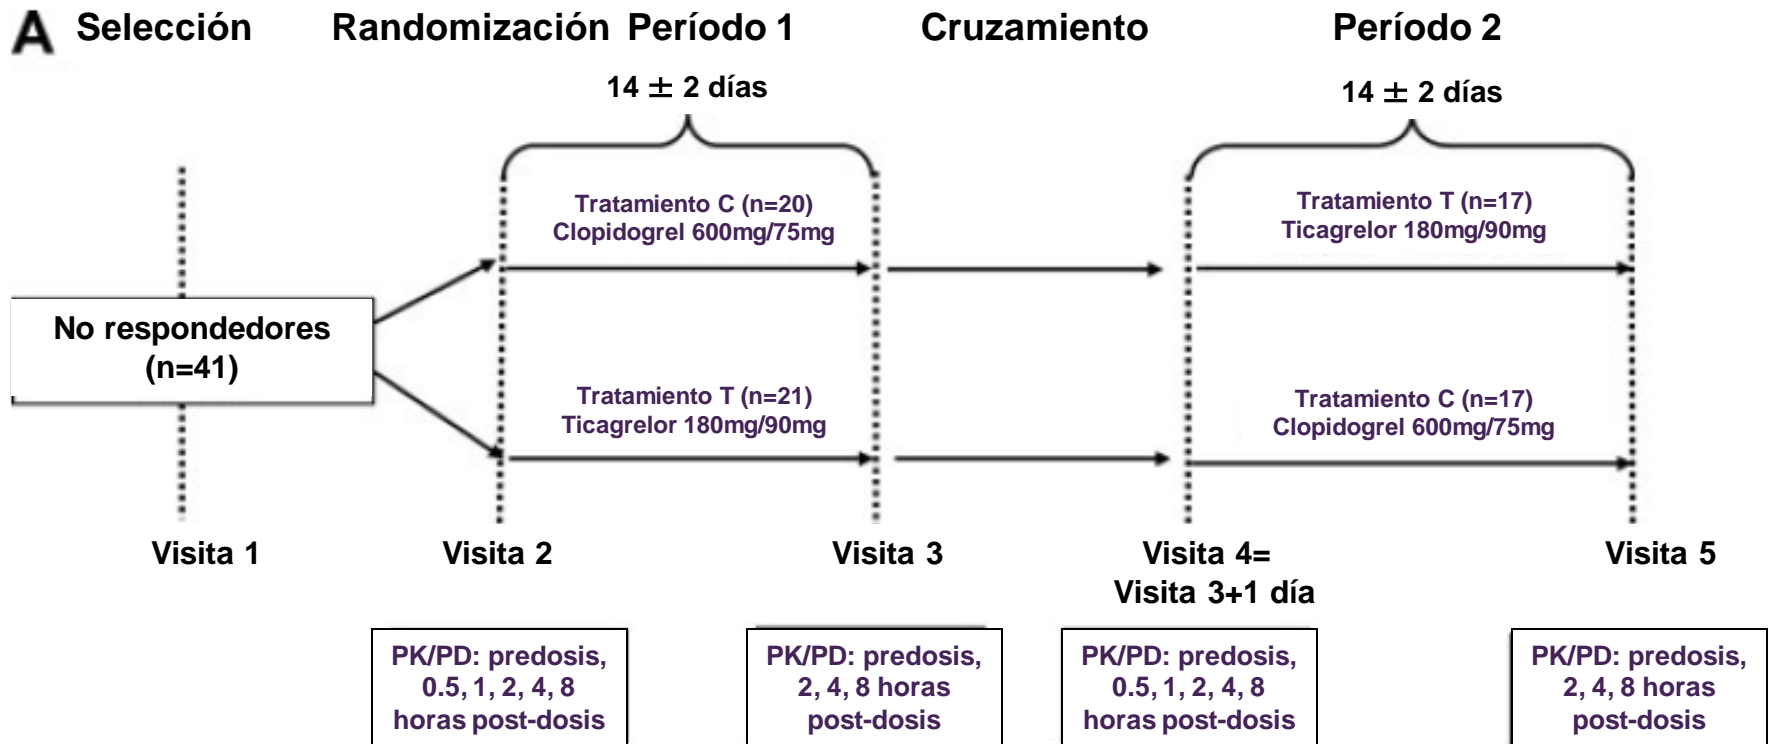 A
Selección
Randomización
Período 1
Cruzamiento
Período 2
14 ± 2 días
14 ± 2 días
Tratamiento C (n=20)
Clopidogrel 600mg/75mg
Tratamiento T (n=17)
Ticagrelor 180mg/90mg
No respondedores
(n=41)
Tratamiento T (n=21)
Ticagrelor 180mg/90mg
Tratamiento C (n=17)
Clopidogrel 600mg/75mg
Visita 1
Visita 2
Visita 3
Visita 4=
Visita 3+1 día
Visita 5
PK/PD: predosis,
0.5, 1, 2, 4, 8
horas post-dosis
PK/PD: predosis,
2, 4, 8 horas
post-dosis
PK/PD: predosis,
0.5, 1, 2, 4, 8
horas post-dosis
PK/PD: predosis,
2, 4, 8 horas
post-dosis